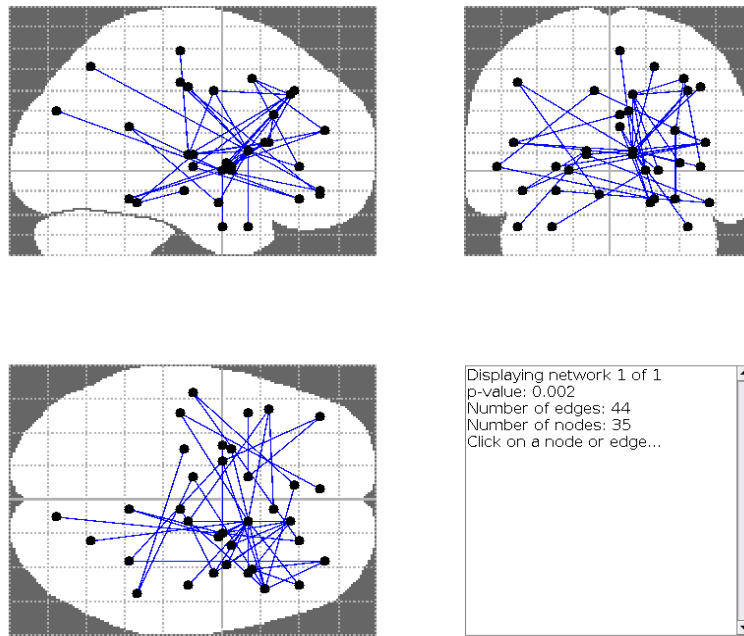 Displaying network 1 of 1
p-value: 0.002
Number of edges: 44
Number of nodes: 35
Click on a node or edge...